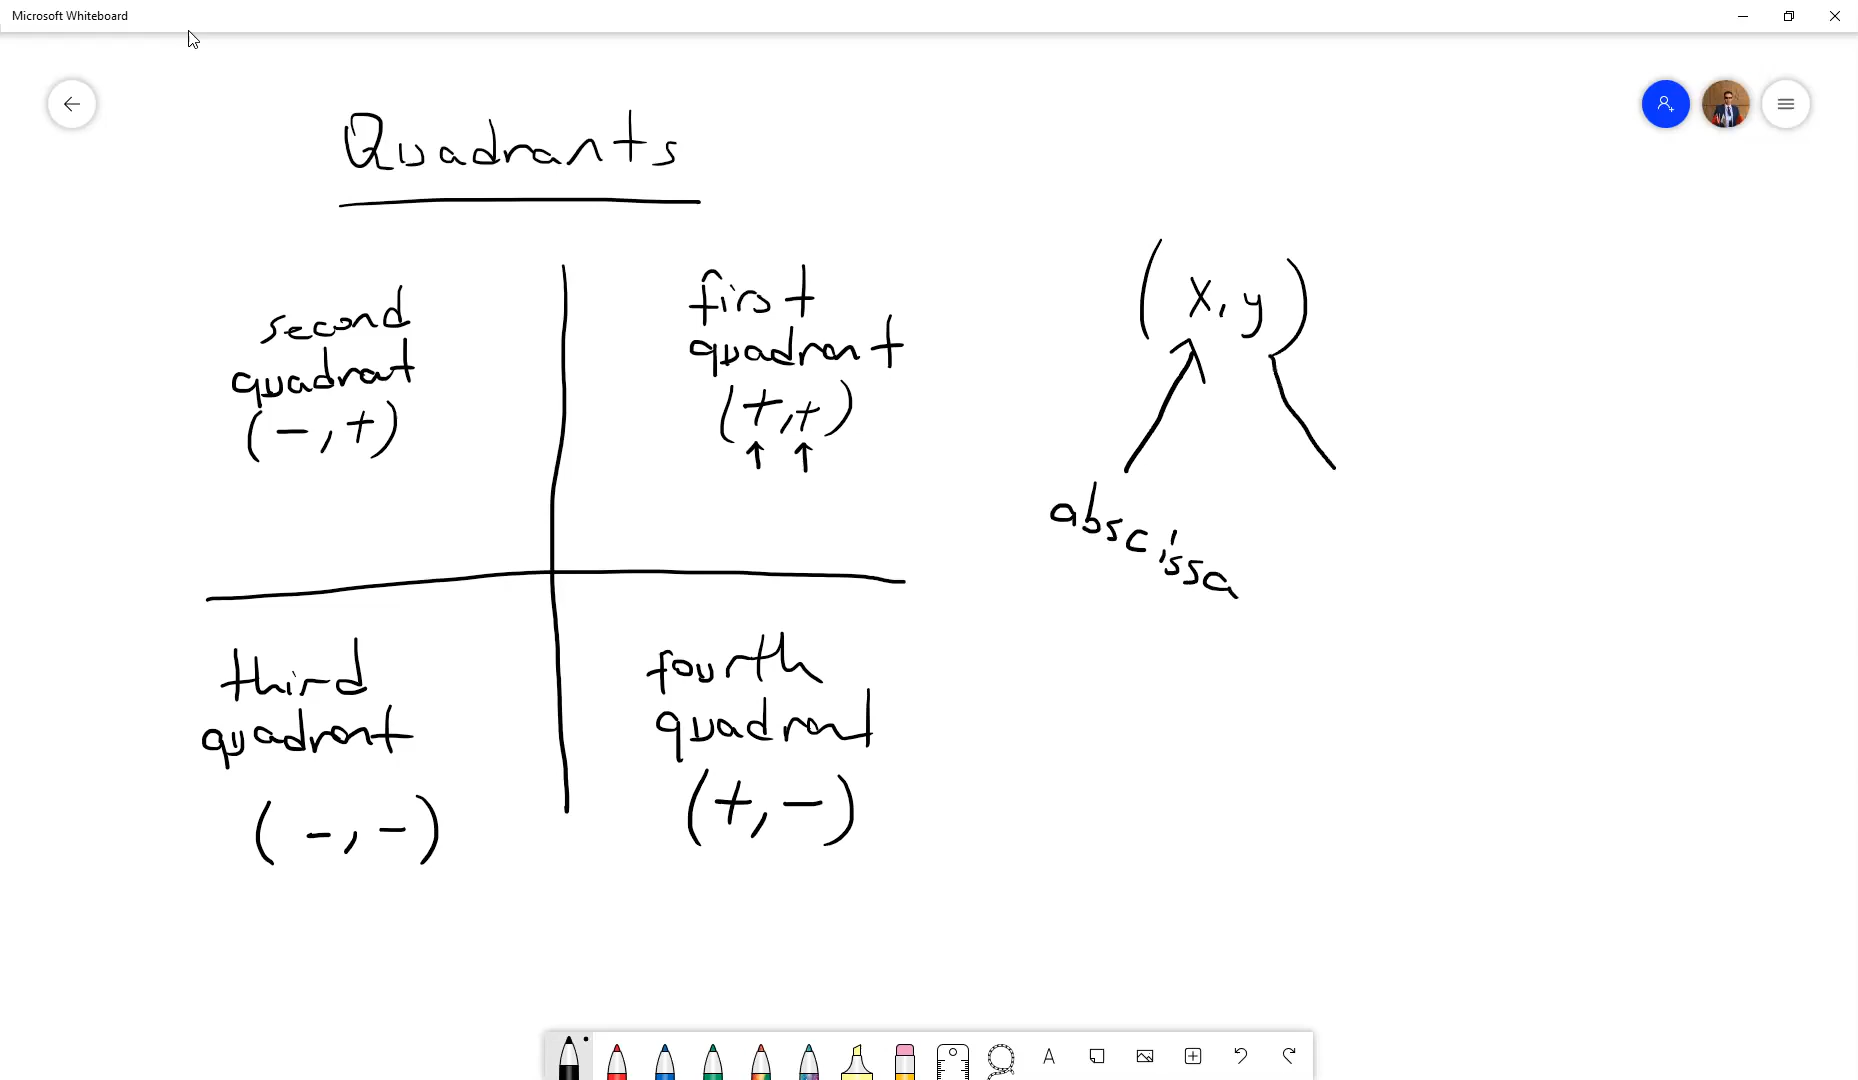 Microsoft Whiteboard
Quadrants
second
quadrant
(-,+)
first
quadrant
(+,+)
↑ ↑
(x,y)
abscissa
third
quadrant
(-,-)
fourth
quadrant
(+,-)
A